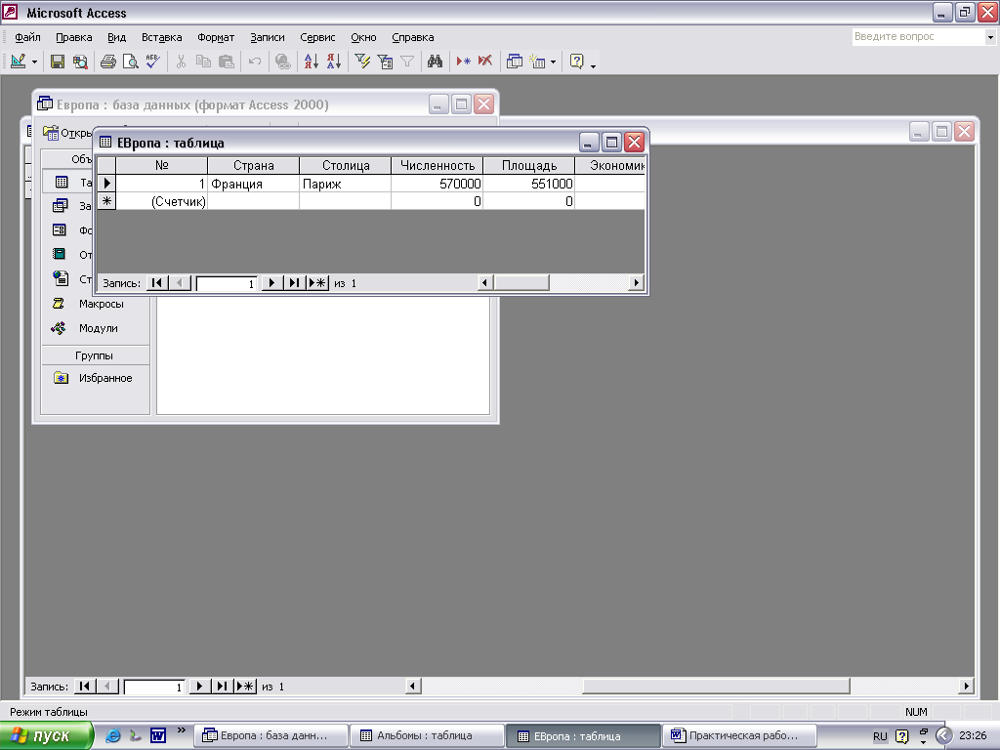 Microsoft Access
Файл Правка Вид Вставка Формат Записи Сервис Окно Справка
Введите вопрос
Европа : база данных (формат Access 2000)
ЕВропа : таблица
№ Страна Столица Численность Площадь Экономик
1 Франция Париж 570000 551000
(Счетчик) 0 0
Запись: 1 из 1
Откры
Объ
Та
За
Фо
От
Ст
Макросы
Модули
Группы
Избранное
Запись: 1 из 1
Режим таблицы NUM
пуск Европа : база данн... Альбомы : таблица ЕВропа : таблица Практическая рабо... RU 23:26